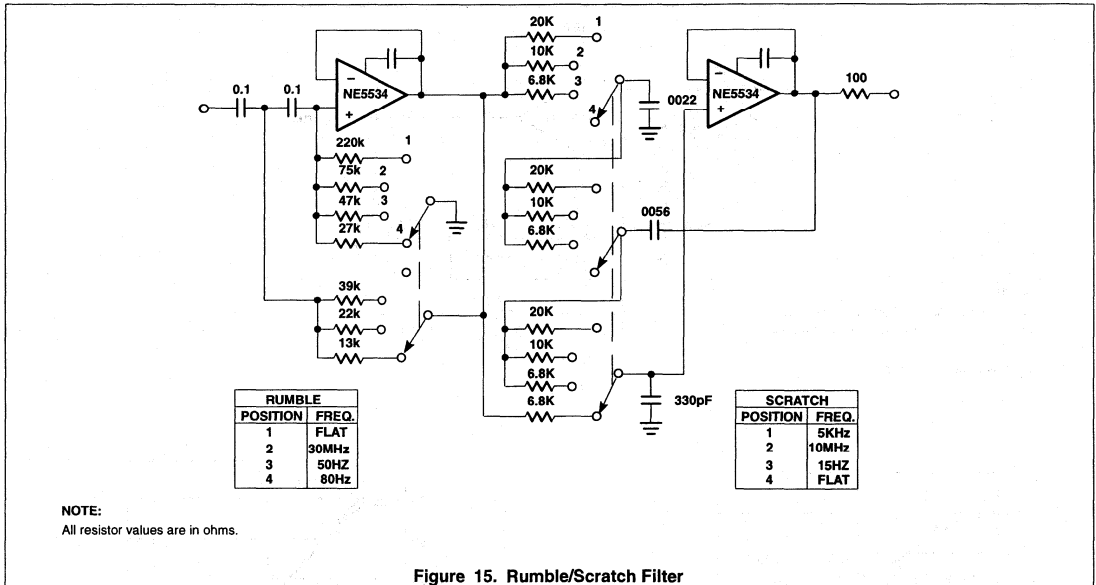 20K
1
10K
2
6.8K
3
4
0.1
0.1
−
NE5534
+
0022
−
NE5534
+
100
220k
1
75k
2
47k
3
27k
4
20K
10K
6.8K
0056
39k
22k
13k
20K
10K
6.8K
6.8K
330pF
RUMBLE
POSITION FREQ.
1 FLAT
2 30MHz
3 50HZ
4 80Hz
SCRATCH
POSITION FREQ.
1 5KHz
2 10MHz
3 15HZ
4 FLAT
NOTE:
All resistor values are in ohms.
Figure 15. Rumble/Scratch Filter